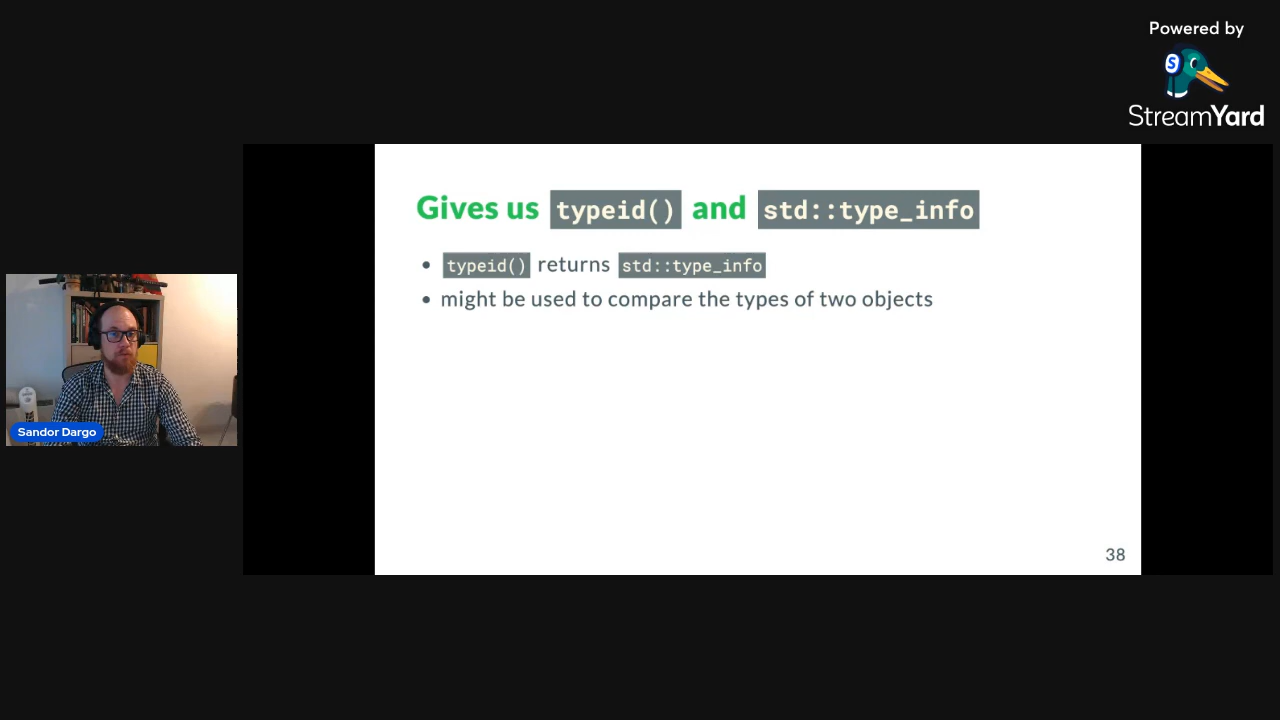 Powered by
S
StreamYard
Gives us typeid() and std::type_info
• typeid() returns std::type_info
• might be used to compare the types of two objects
Sandor Dargo
38